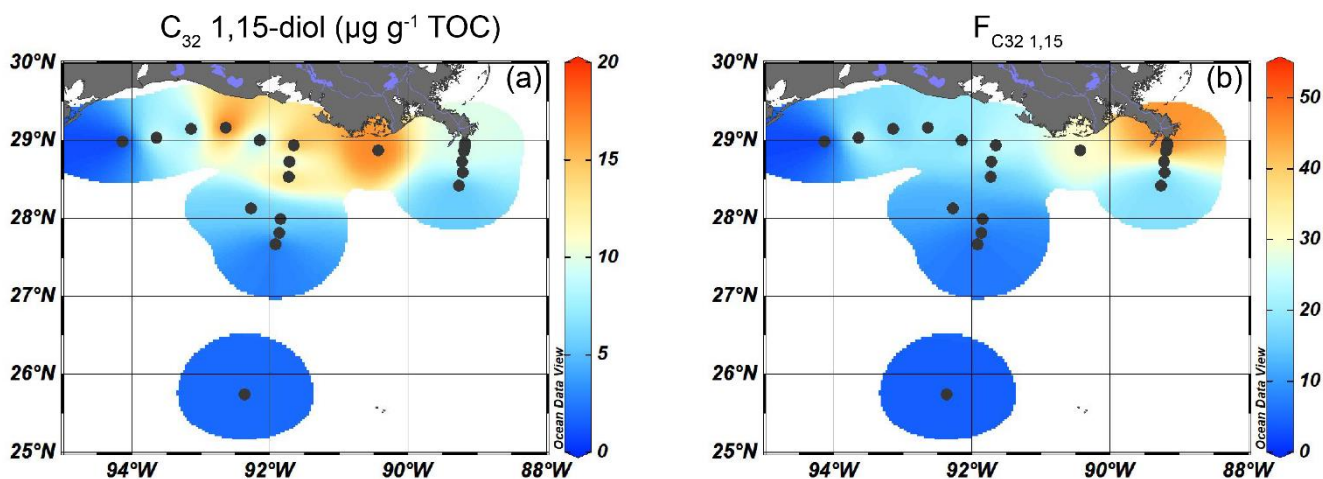 C₃₂ 1,15-diol (µg g⁻¹ TOC)
30°N
29°N
28°N
27°N
26°N
25°N
94°W 92°W 90°W 88°W
(a)
20
15
10
5
0
Ocean Data View
F_C32 1,15
30°N
29°N
28°N
27°N
26°N
25°N
94°W 92°W 90°W 88°W
(b)
50
40
30
20
10
0
Ocean Data View